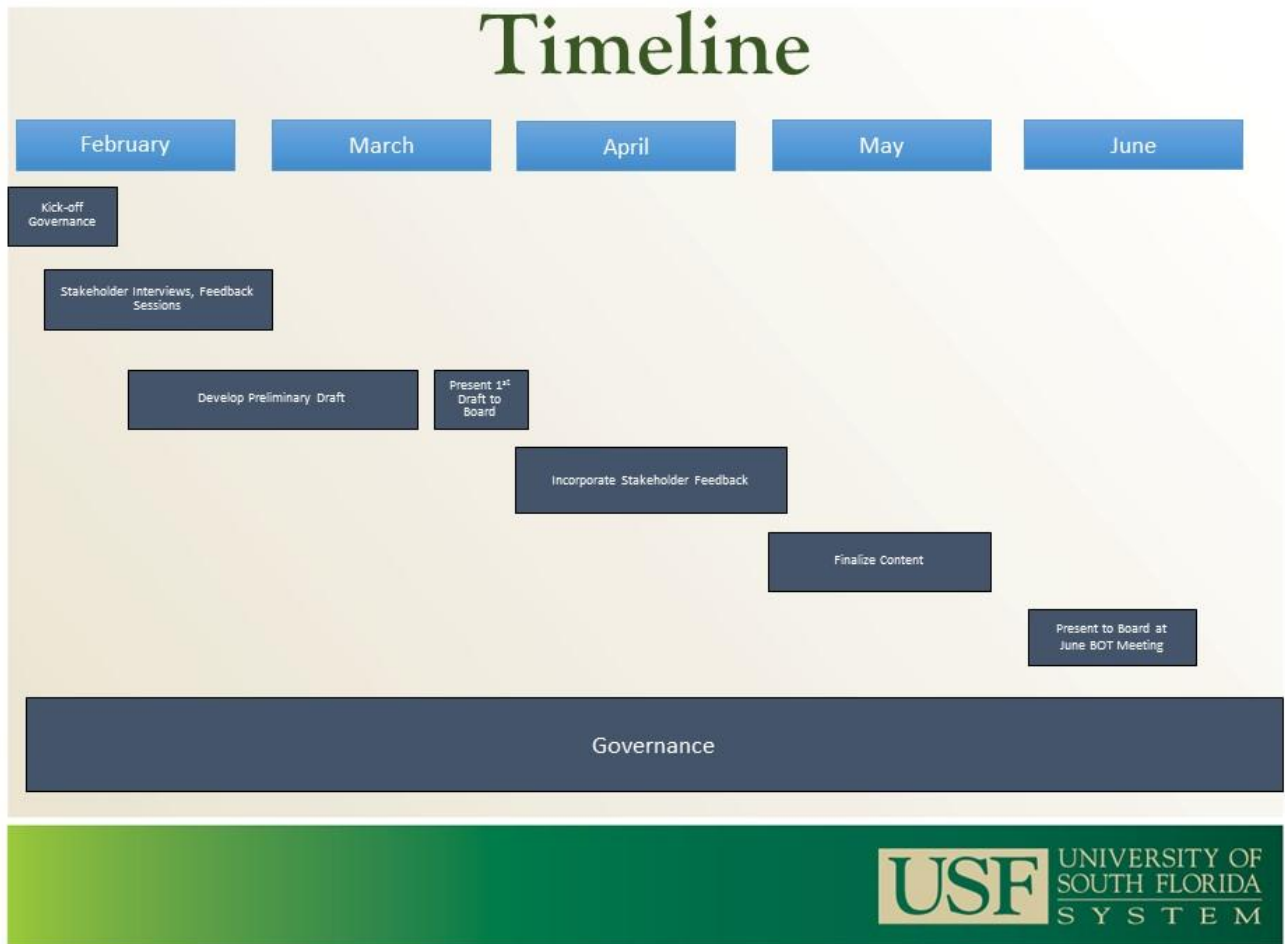 Timeline
February
March
April
May
June
Kick-off
Governance
Stakeholder Interviews, Feedback
Sessions
Develop Preliminary Draft
Present 1st
Draft to
Board
Incorporate Stakeholder Feedback
Finalize Content
Present to Board at
June BOT Meeting
Governance
USF
UNIVERSITY OF
SOUTH FLORIDA
SYSTEM